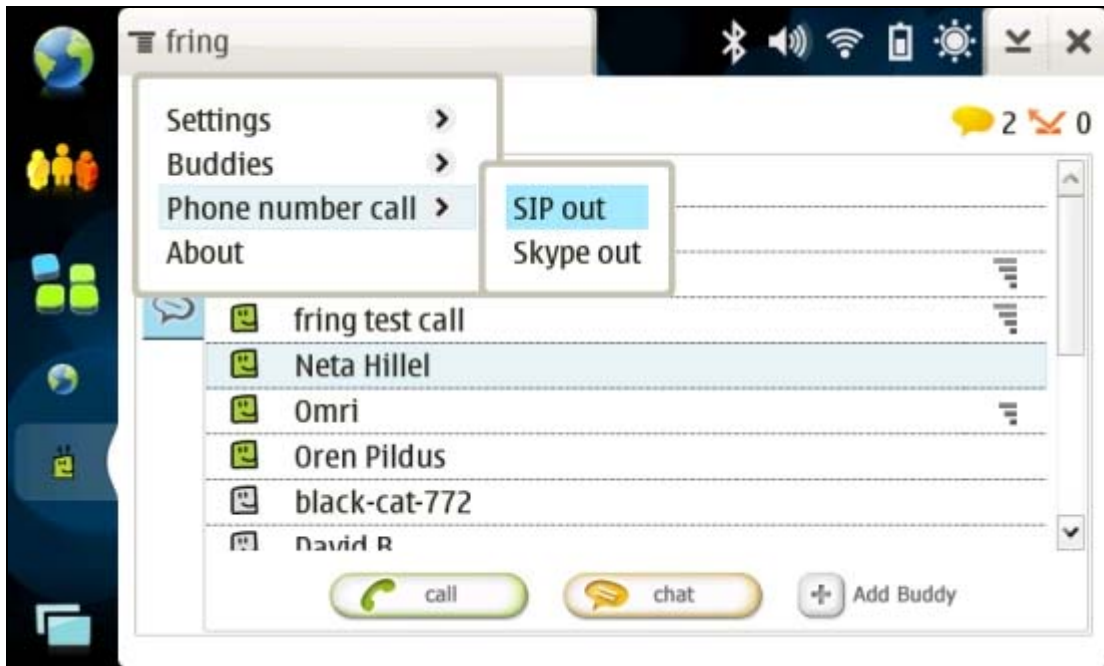 fring
2 0
Settings
Buddies
Phone number call
About
SIP out
Skype out
fring test call
Neta Hillel
Omri
Oren Pildus
black-cat-772
David B
call chat Add Buddy